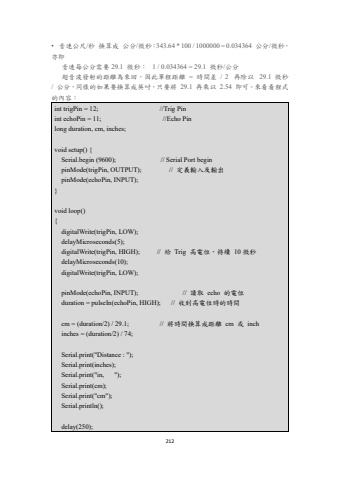 • 音速公尺/秒 換算成 公分/微秒：343.64 * 100 / 1000000 = 0.034364 公分/微秒，
亦即
音速每公分需要 29.1 微秒： 1 / 0.034364 = 29.1 微秒/公分
超音波發射的距離為來回，因此單程距離 = 時間差 / 2 再除以 29.1 微秒
/ 公分，同樣的如果要換算成英吋，只要將 29.1 再乘以 2.54 即可，來看看程式
的內容：
int trigPin = 12; //Trig Pin
int echoPin = 11; //Echo Pin
long duration, cm, inches;
void setup() {
Serial.begin (9600); // Serial Port begin
pinMode(trigPin, OUTPUT); // 定義輸入及輸出
pinMode(echoPin, INPUT);
}
void loop()
{
digitalWrite(trigPin, LOW);
delayMicroseconds(5);
digitalWrite(trigPin, HIGH); // 給 Trig 高電位，持續 10 微秒
delayMicroseconds(10);
digitalWrite(trigPin, LOW);
pinMode(echoPin, INPUT); // 讀取 echo 的電位
duration = pulseIn(echoPin, HIGH); // 收到高電位時的時間
cm = (duration/2) / 29.1; // 將時間換算成距離 cm 或 inch
inches = (duration/2) / 74;
Serial.print("Distance : ");
Serial.print(inches);
Serial.print("in, ");
Serial.print(cm);
Serial.print("cm");
Serial.println();
delay(250);
212